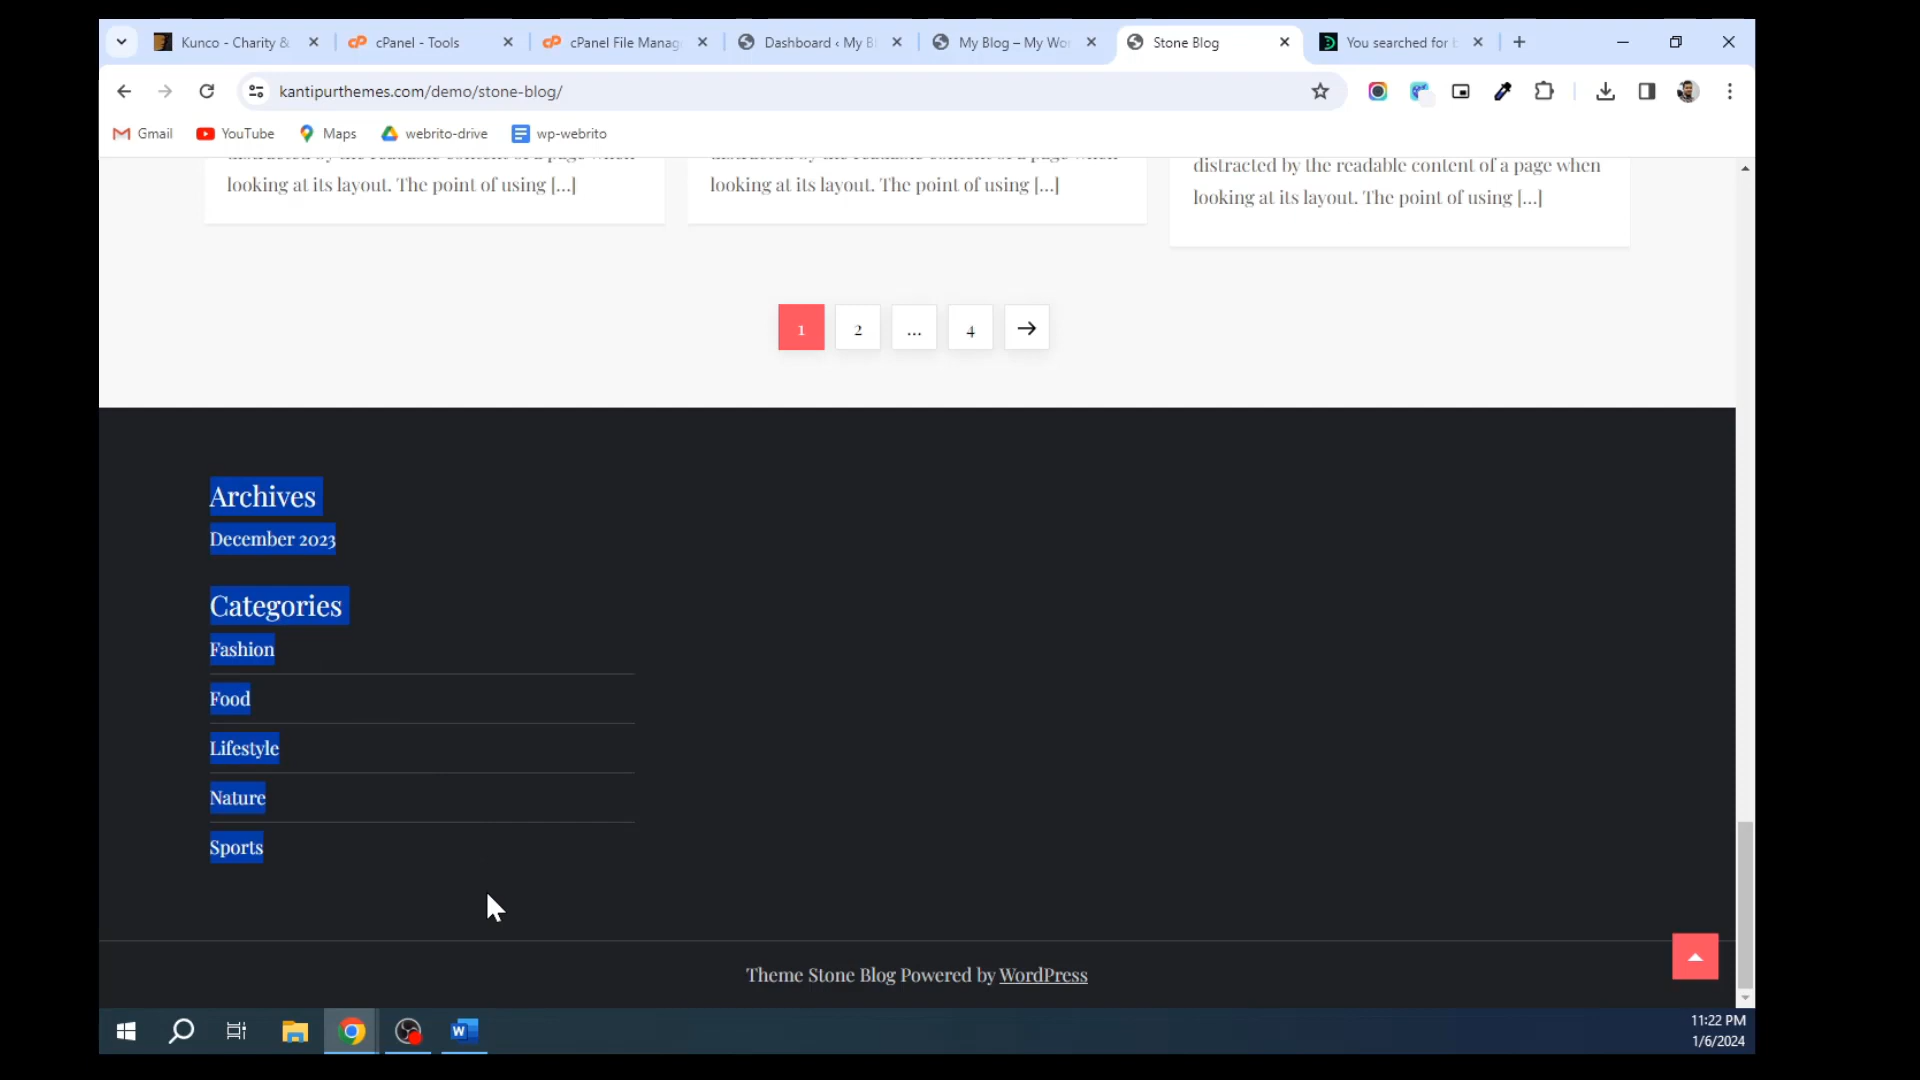 Kunco - Charity &
cPanel - Tools
cPanel File Manag
Dashboard ‹ My B
My Blog – My Wor
Stone Blog
You searched for b
kantipurthemes.com/demo/stone-blog/
Gmail
YouTube
Maps
webrito-drive
wp-webrito
looking at its layout. The point of using [...]
looking at its layout. The point of using [...]
distracted by the readable content of a page when
looking at its layout. The point of using [...]
1
2
...
4
Archives
December 2023
Categories
Fashion
Food
Lifestyle
Nature
Sports
Theme Stone Blog Powered by WordPress
11:22 PM
1/6/2024